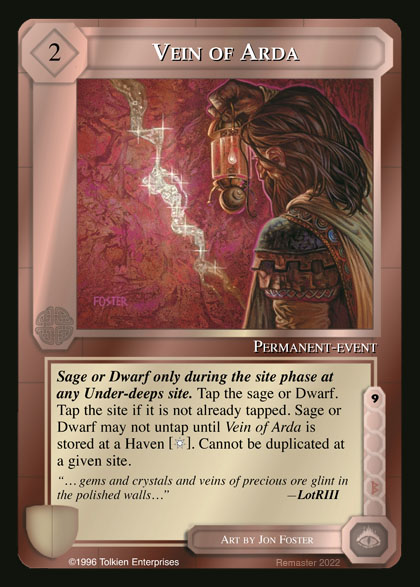 2
Vein of Arda
FOSTER
Permanent-event
Sage or Dwarf only during the site phase at
any Under-deeps site. Tap the sage or Dwarf.
Tap the site if it is not already tapped. Sage or
Dwarf may not untap until Vein of Arda is
stored at a Haven [ ]. Cannot be duplicated at
a given site.
9
“… gems and crystals and veins of precious ore glint in
the polished walls…” –LotRIII
Art by Jon Foster
©1996 Tolkien Enterprises
Remaster 2022